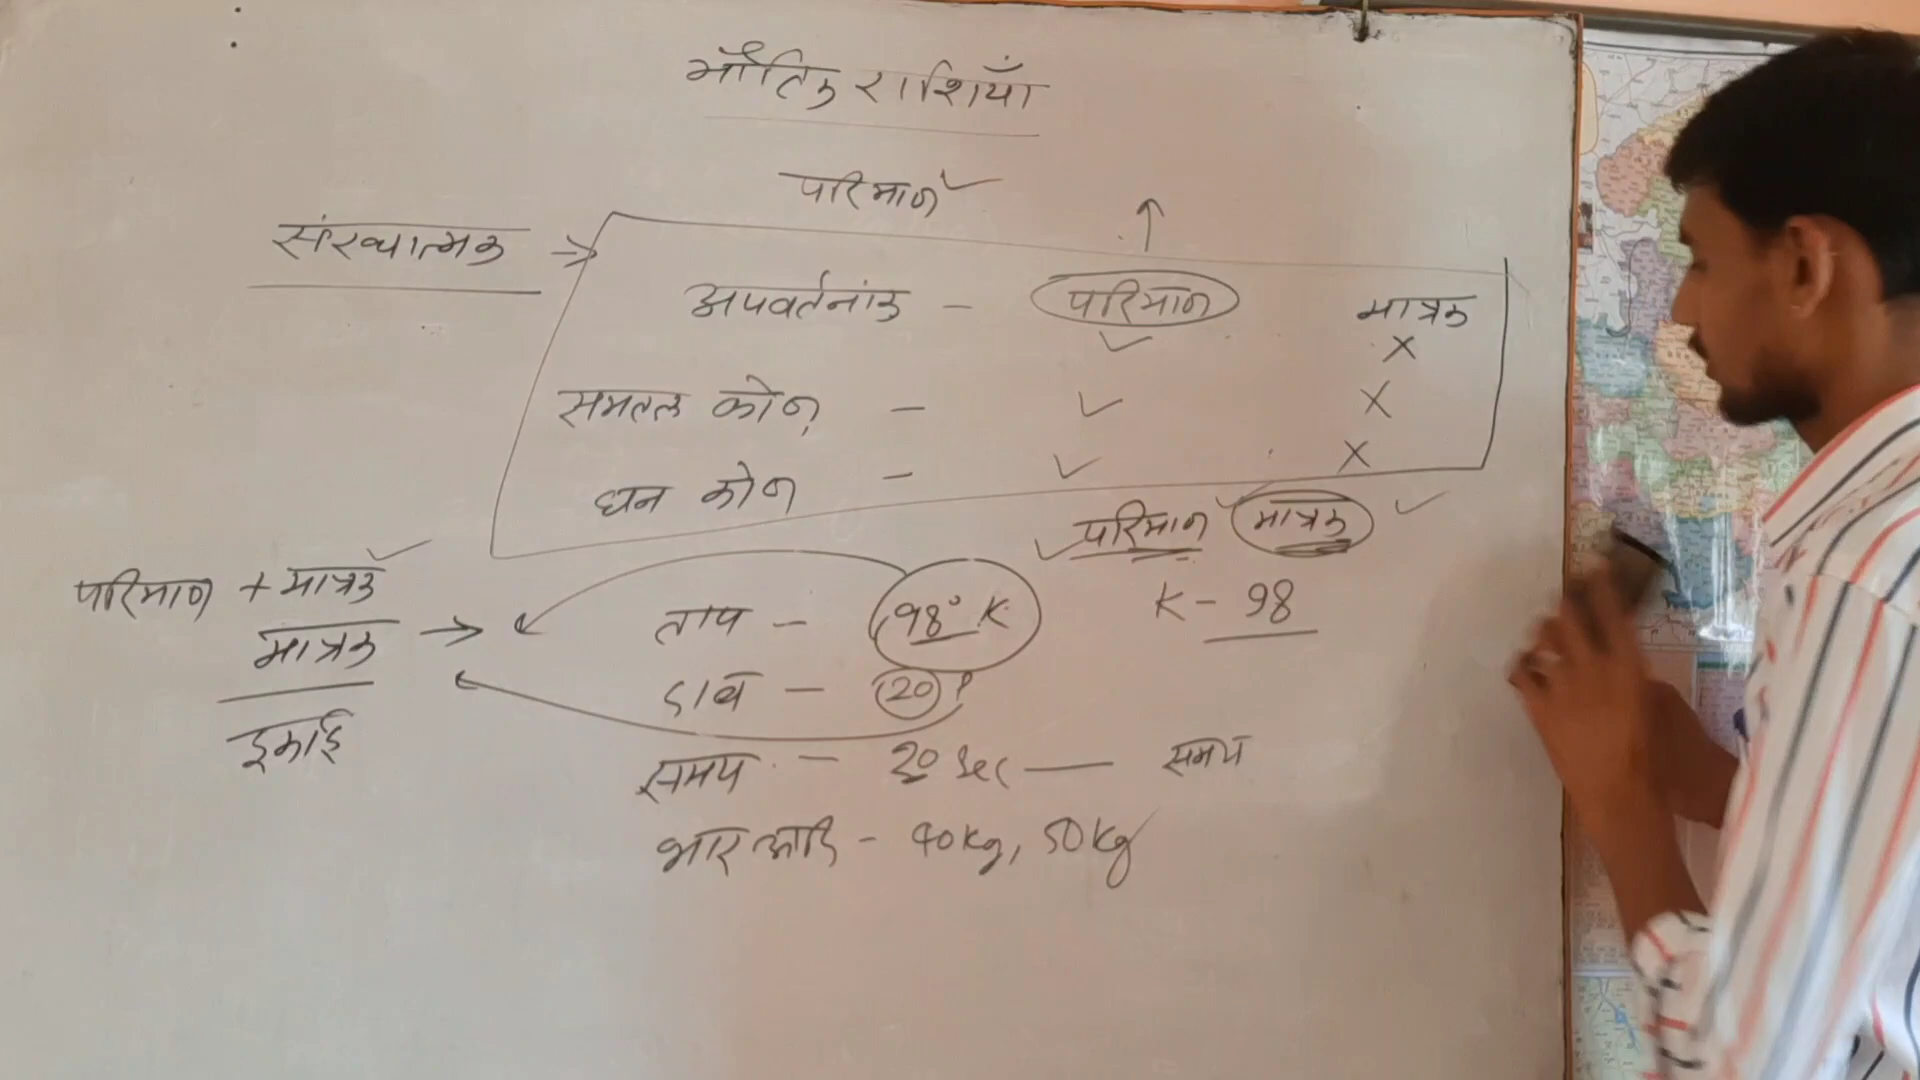 भौतिक राशियाँ
परिमाण
संख्यात्मक →
अपवर्तनांक - परिमाण मात्रक
समतल कोण -
घन कोण -
परिमाण मात्रक
परिमाण + मात्रक
मात्रक → ताप - 98° K K - 98
इकाई दाब - 20 P
समय - 20 Sec — समय
भार आदि - 40kg, 50kg